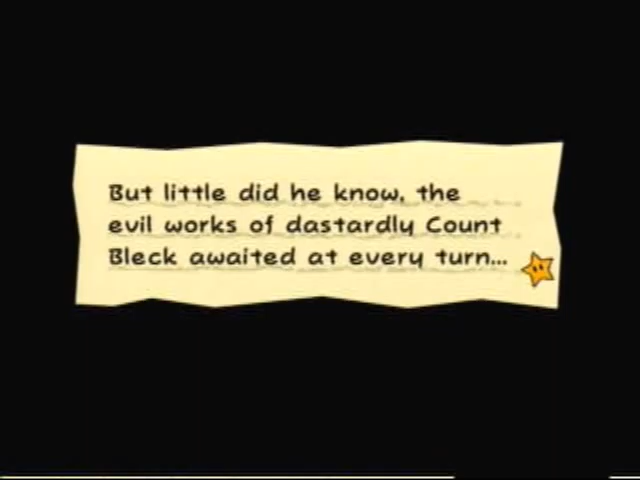 But little did he know, the
evil works of dastardly Count
Bleck awaited at every turn...